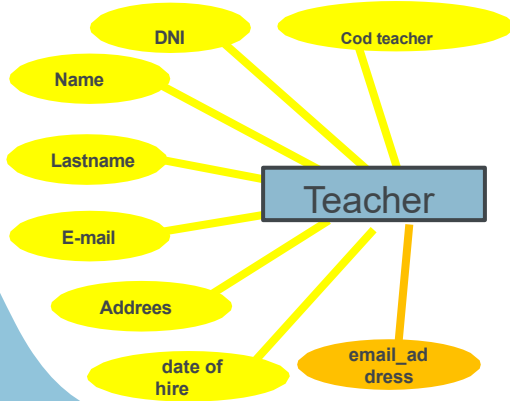 DNI
Cod teacher
Name
Lastname
Teacher
E-mail
Addrees
date of
hire
email_ad
dress